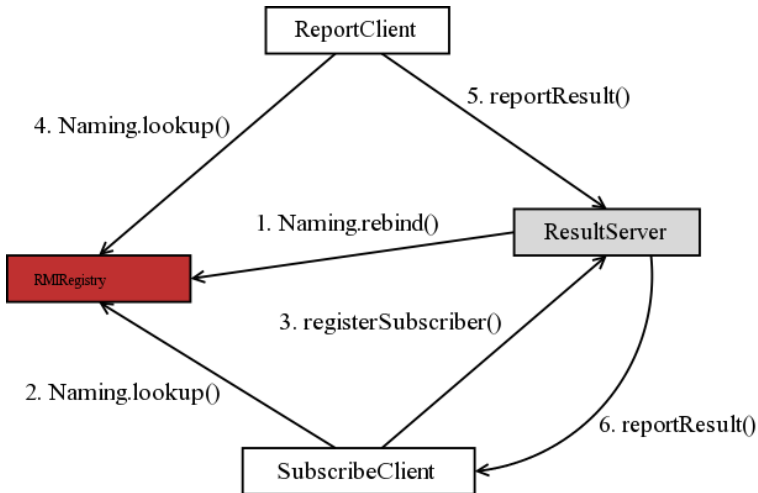 ReportClient
5. reportResult()
4. Naming.lookup()
1. Naming.rebind()
ResultServer
RMIRegistry
3. registerSubscriber()
2. Naming.lookup()
6. reportResult()
SubscribeClient